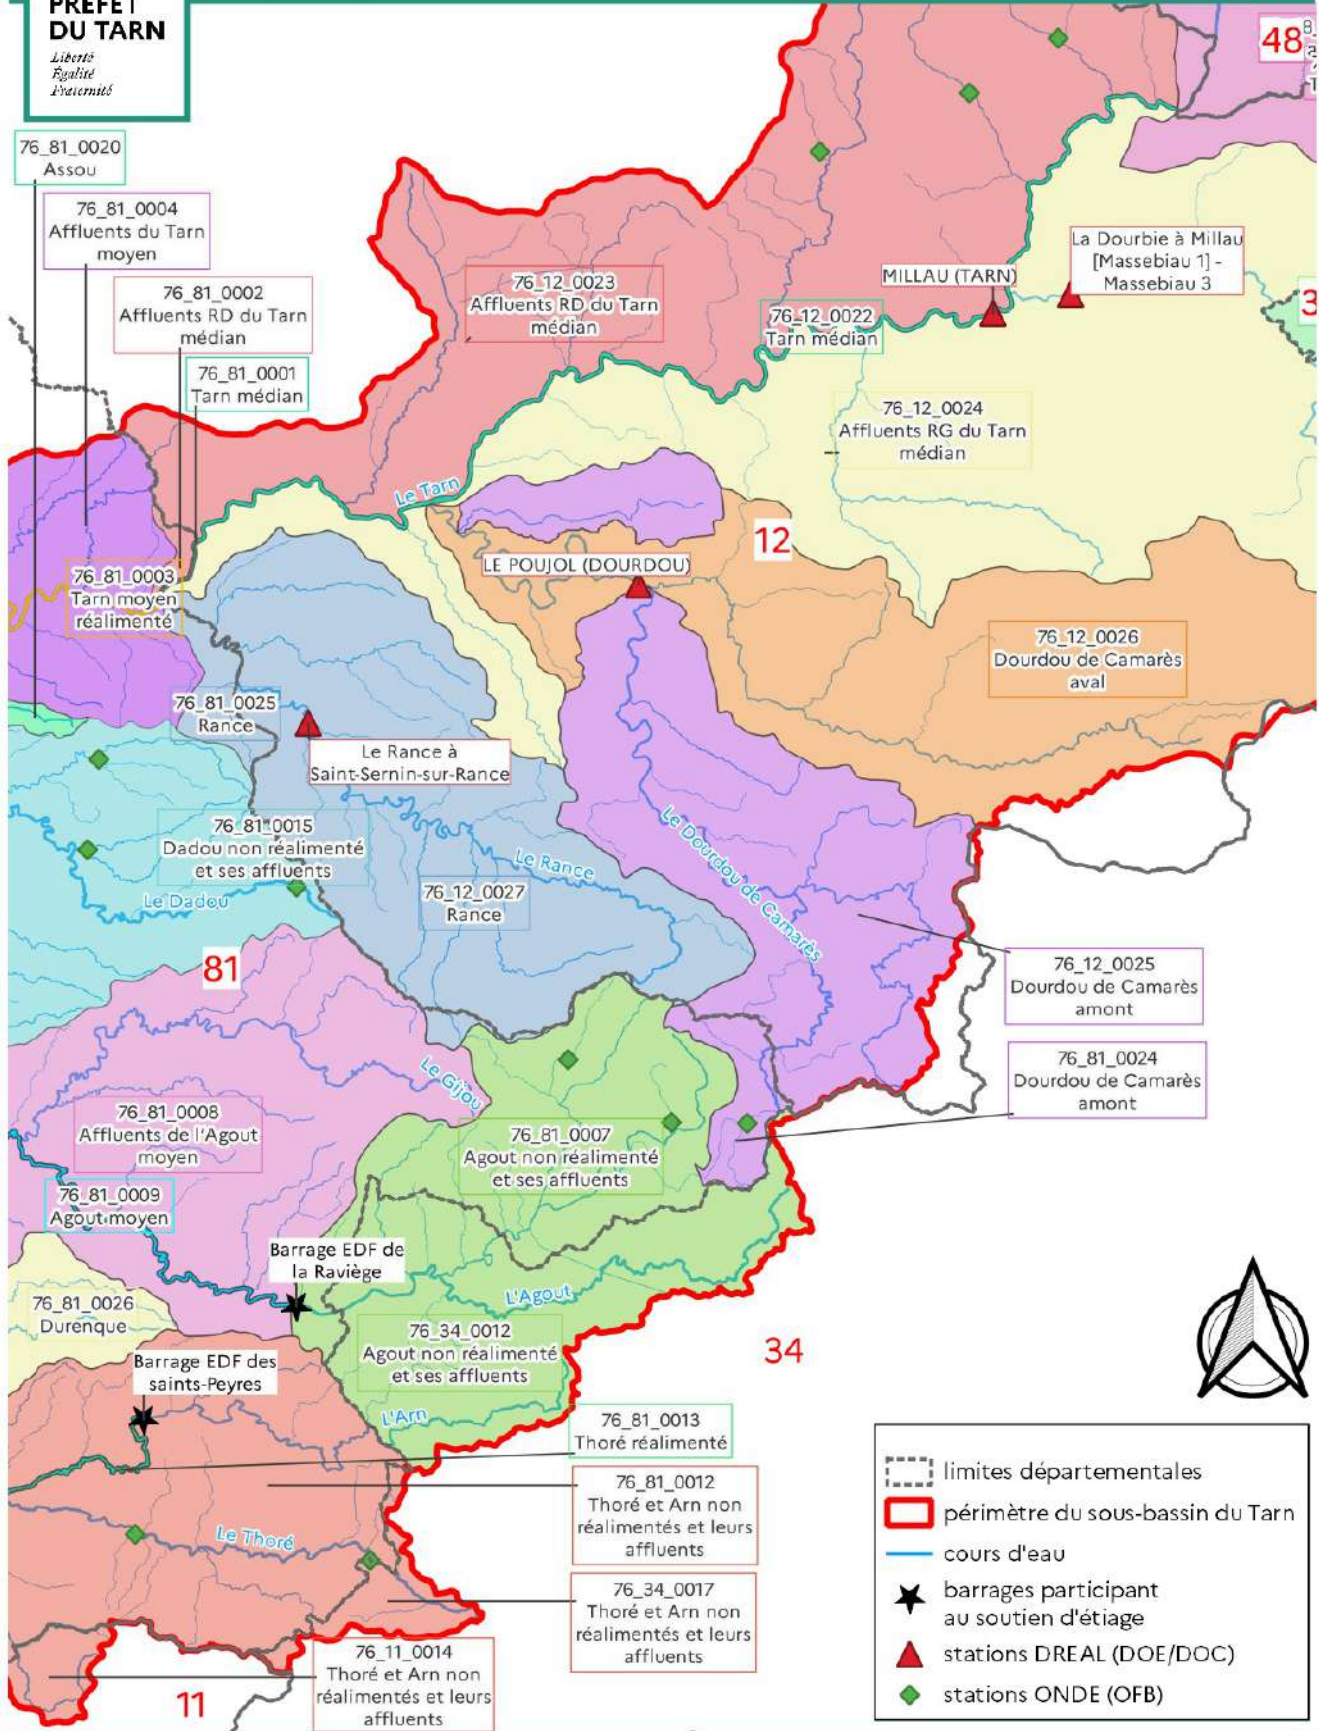 PRÉFET
DU TARN
Liberté
Égalité
Fraternité
48
76_81_0020
Assou
76_81_0004
Affluents du Tarn
moyen
76_81_0002
Affluents RD du Tarn
médian
76_81_0001
Tarn médian
76_12_0023
Affluents RD du Tarn
médian
76_12_0022
Tarn médian
MILLAU (TARN)
La Dourbie à Millau
[Massebiau 1] -
Massebiau 3
3
76_12_0024
Affluents RG du Tarn
médian
Le Tarn
12
LE POUJOL (DOURDOU)
76_81_0003
Tarn moyen
réalimenté
76_12_0026
Dourdou de Camarès
aval
76_81_0025
Rance
Le Rance à
Saint-Sernin-sur-Rance
76_81_0015
Dadou non réalimenté
et ses affluents
Le Dadou
Le Rance
76_12_0027
Rance
Le Dourdou de Camarès
81
76_12_0025
Dourdou de Camarès
amont
76_81_0024
Dourdou de Camarès
amont
Le Gijou
76_81_0008
Affluents de l'Agout
moyen
76_81_0007
Agout non réalimenté
et ses affluents
76_81_0009
Agout moyen
Barrage EDF de
la Raviège
L'Agout
76_81_0026
Durenque
76_34_0012
Agout non réalimenté
et ses affluents
34
Barrage EDF des
saints-Peyres
L'Arn
76_81_0013
Thoré réalimenté
76_81_0012
Thoré et Arn non
réalimentés et leurs
affluents
Le Thoré
76_34_0017
Thoré et Arn non
réalimentés et leurs
affluents
76_11_0014
Thoré et Arn non
réalimentés et leurs
affluents
11
limites départementales
périmètre du sous-bassin du Tarn
cours d'eau
barrages participant
au soutien d'étiage
stations DREAL (DOE/DOC)
stations ONDE (OFB)